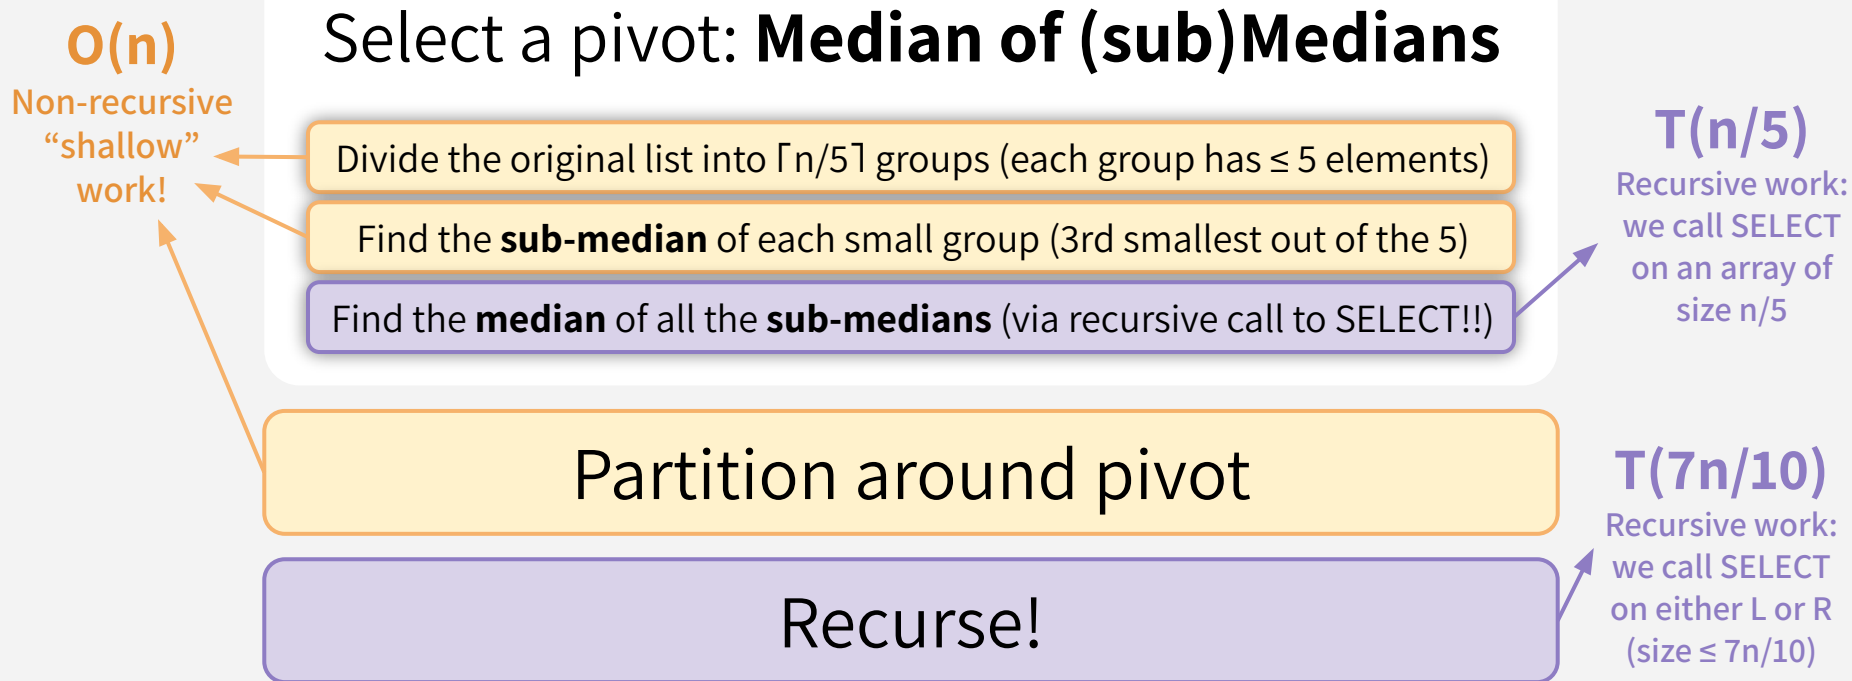 O(n)
Non-recursive
“shallow”
work!
Select a pivot: Median of (sub)Medians
Divide the original list into ⌈n/5⌉ groups (each group has ≤ 5 elements)
Find the sub-median of each small group (3rd smallest out of the 5)
Find the median of all the sub-medians (via recursive call to SELECT!!)
T(n/5)
Recursive work:
we call SELECT
on an array of
size n/5
Partition around pivot
Recurse!
T(7n/10)
Recursive work:
we call SELECT
on either L or R
(size ≤ 7n/10)